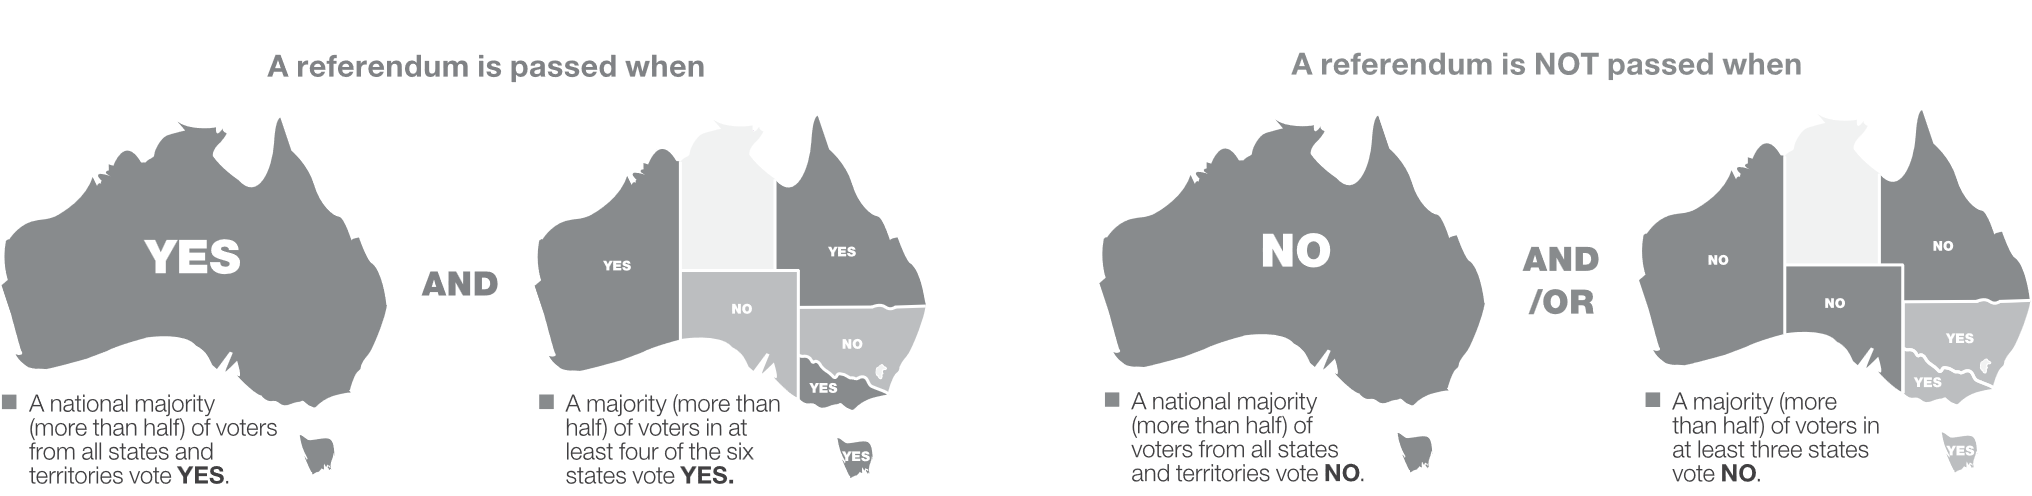 A referendum is passed when
YES
AND
YES
YES
NO
NO
YES
YES
A national majority
(more than half) of voters
from all states and
territories vote YES.
A majority (more than
half) of voters in at
least four of the six
states vote YES.
A referendum is NOT passed when
NO
AND
/OR
NO
NO
NO
YES
YES
YES
A national majority
(more than half) of
voters from all states
and territories vote NO.
A majority (more
than half) of voters in
at least three states
vote NO.